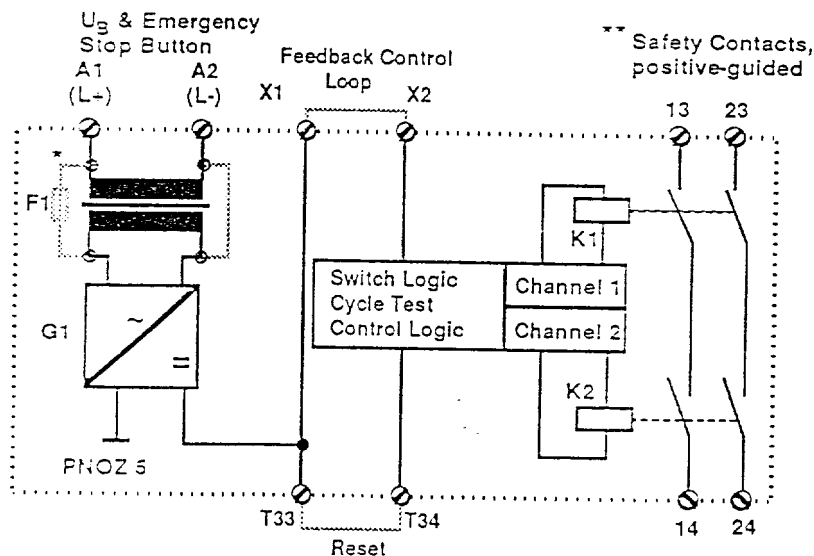 U_B & Emergency
Stop Button
A1
(L+)
A2
(L-)
Feedback Control
Loop
X1
X2
** Safety Contacts,
positive-guided
13
23
*
F1
K1
Switch Logic
Cycle Test
Control Logic
Channel 1
Channel 2
G1
~
=
K2
PNOZ 5
T33
T34
Reset
14
24